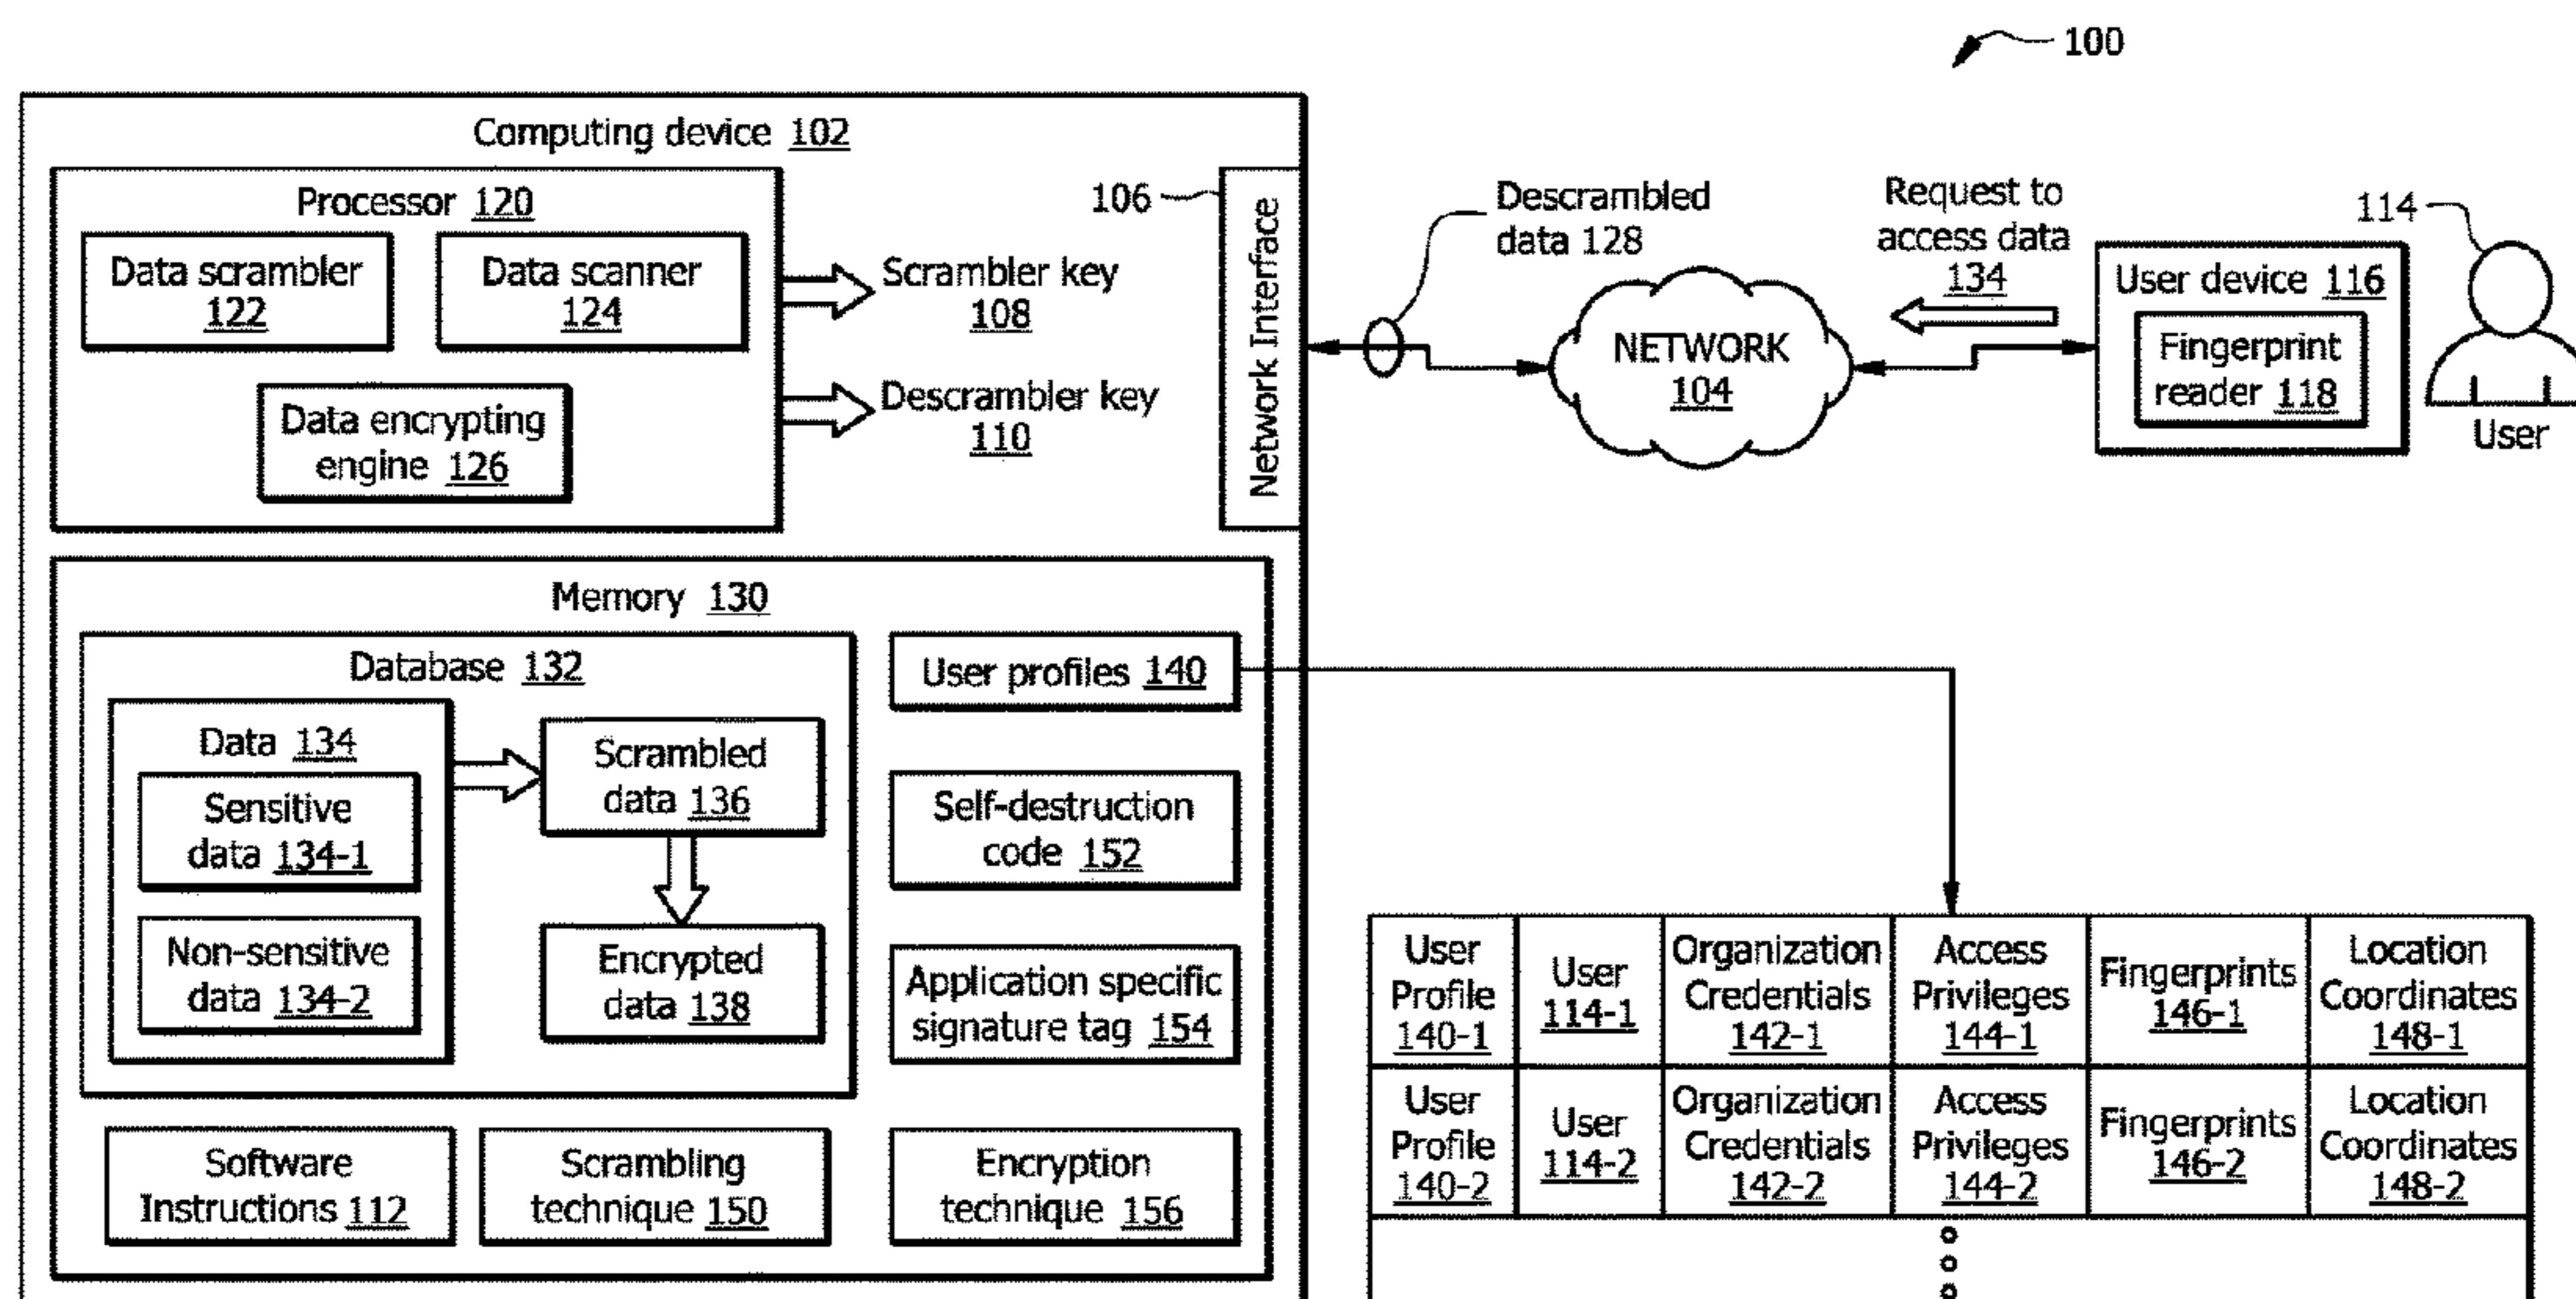 100
Computing device 102
Processor 120
Data scrambler
122
Data scanner
124
Data encrypting
engine 126
Scrambler key
108
Descrambler key
110
106
Network Interface
Descrambled
data 128
NETWORK
104
Request to
access data
134
User device 116
Fingerprint
reader 118
114
User
Memory 130
Database 132
Data 134
Sensitive
data 134-1
Non-sensitive
data 134-2
Scrambled
data 136
Encrypted
data 138
User profiles 140
Self-destruction
code 152
Application specific
signature tag 154
Software
Instructions 112
Scrambling
technique 150
Encryption
technique 156
User
Profile
140-1
User
114-1
Organization
Credentials
142-1
Access
Privileges
144-1
Fingerprints
146-1
Location
Coordinates
148-1
User
Profile
140-2
User
114-2
Organization
Credentials
142-2
Access
Privileges
144-2
Fingerprints
146-2
Location
Coordinates
148-2